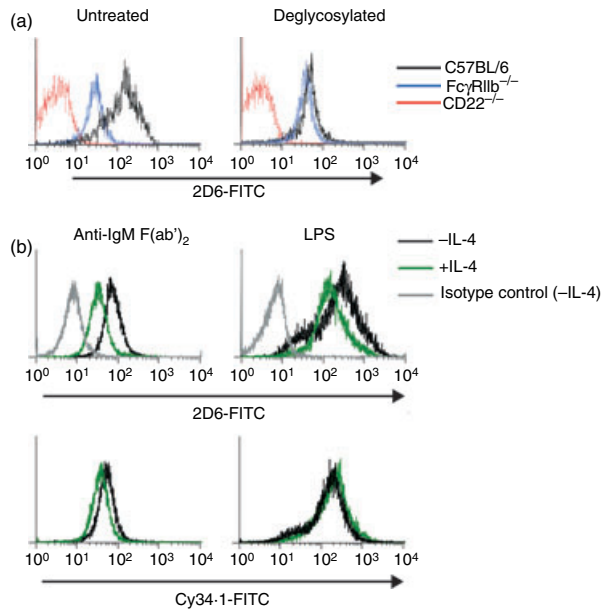 (a)
Untreated
Deglycosylated
C57BL/6
FcγRIIb⁻/⁻
CD22⁻/⁻
10⁰ 10¹ 10² 10³ 10⁴
10⁰ 10¹ 10² 10³ 10⁴
2D6-FITC
(b)
Anti-IgM F(ab')₂
LPS
–IL-4
+IL-4
Isotype control (–IL-4)
10⁰ 10¹ 10² 10³ 10⁴
10⁰ 10¹ 10² 10³ 10⁴
2D6-FITC
10⁰ 10¹ 10² 10³ 10⁴
10⁰ 10¹ 10² 10³ 10⁴
Cy34·1-FITC